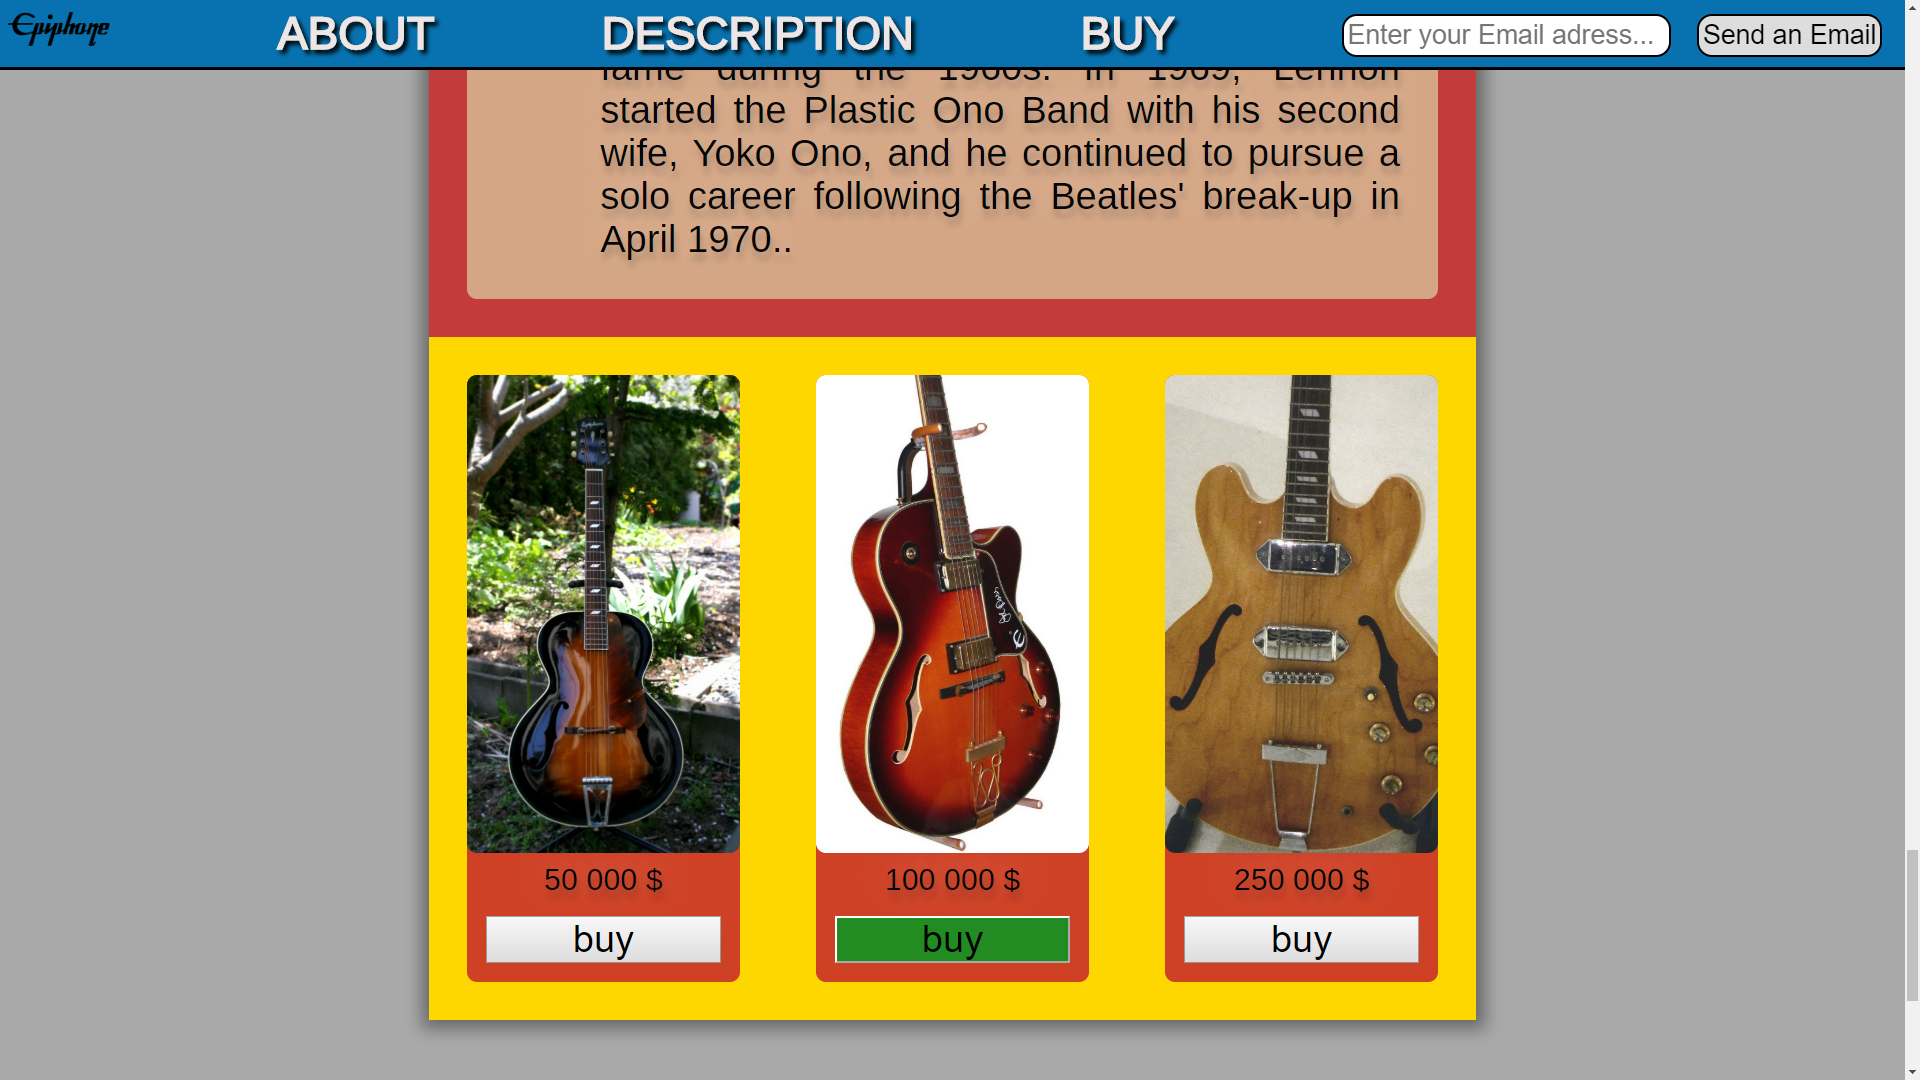 Epiphone
ABOUT
DESCRIPTION
BUY
Enter your Email adress...
Send an Email
fame during the 1960s. In 1969, Lennon
started the Plastic Ono Band with his second
wife, Yoko Ono, and he continued to pursue a
solo career following the Beatles' break-up in
April 1970..
50 000 $
100 000 $
250 000 $
buy
buy
buy